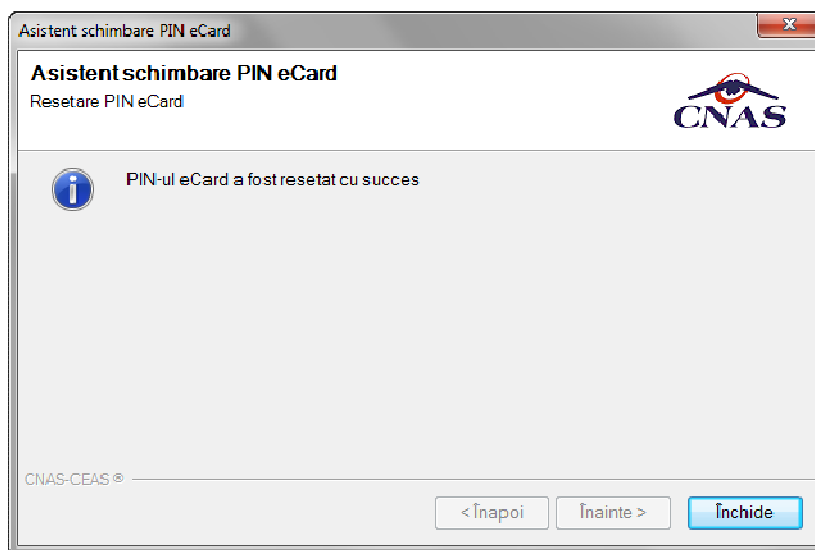 Asistent schimbare PIN eCard
Asistent schimbare PIN eCard
Resetare PIN eCard
CNAS
PIN-ul eCard a fost resetat cu succes
CNAS-CEAS ®
< Înapoi
Înainte >
Închide